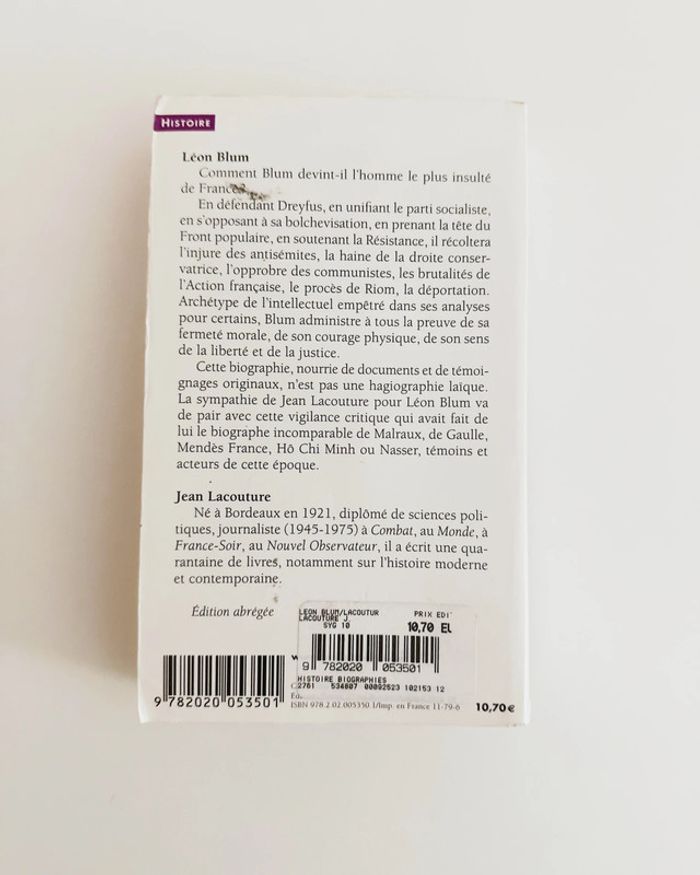 HISTOIRE
Léon Blum
Comment Blum devint-il l'homme le plus insulté
de France?
En défendant Dreyfus, en unifiant le parti socialiste,
en s'opposant à sa bolchevisation, en prenant la tête du
Front populaire, en soutenant la Résistance, il récoltera
l'injure des antisémites, la haine de la droite conser-
vatrice, l'opprobre des communistes, les brutalités de
l'Action française, le procès de Riom, la déportation.
Archétype de l'intellectuel empêtré dans ses analyses
pour certains, Blum administre à tous la preuve de sa
fermeté morale, de son courage physique, de son sens
de la liberté et de la justice.
Cette biographie, nourrie de documents et de témoi-
gnages originaux, n'est pas une hagiographie laïque.
La sympathie de Jean Lacouture pour Léon Blum va
de pair avec cette vigilance critique qui avait fait de
lui le biographe incomparable de Malraux, de Gaulle,
Mendès France, Hô Chi Minh ou Nasser, témoins et
acteurs de cette époque.
Jean Lacouture
Né à Bordeaux en 1921, diplômé de sciences poli-
tiques, journaliste (1945-1975) à Combat, au Monde, à
France-Soir, au Nouvel Observateur, il a écrit une qua-
rantaine de livres, notamment sur l'histoire moderne
et contemporaine.
Édition abrégée
LEON BLUM/LACOUTUR PRIX EDI
LACOUTURE J.
SYG 10 10,70 EU
9 782020 053501
HISTOIRE BIOGRAPHIES
2761 534807 00092523 102153 12
9 782020 053501
ISBN 978.2.02.005350.1/Imp. en France 11-79-6 10,70€